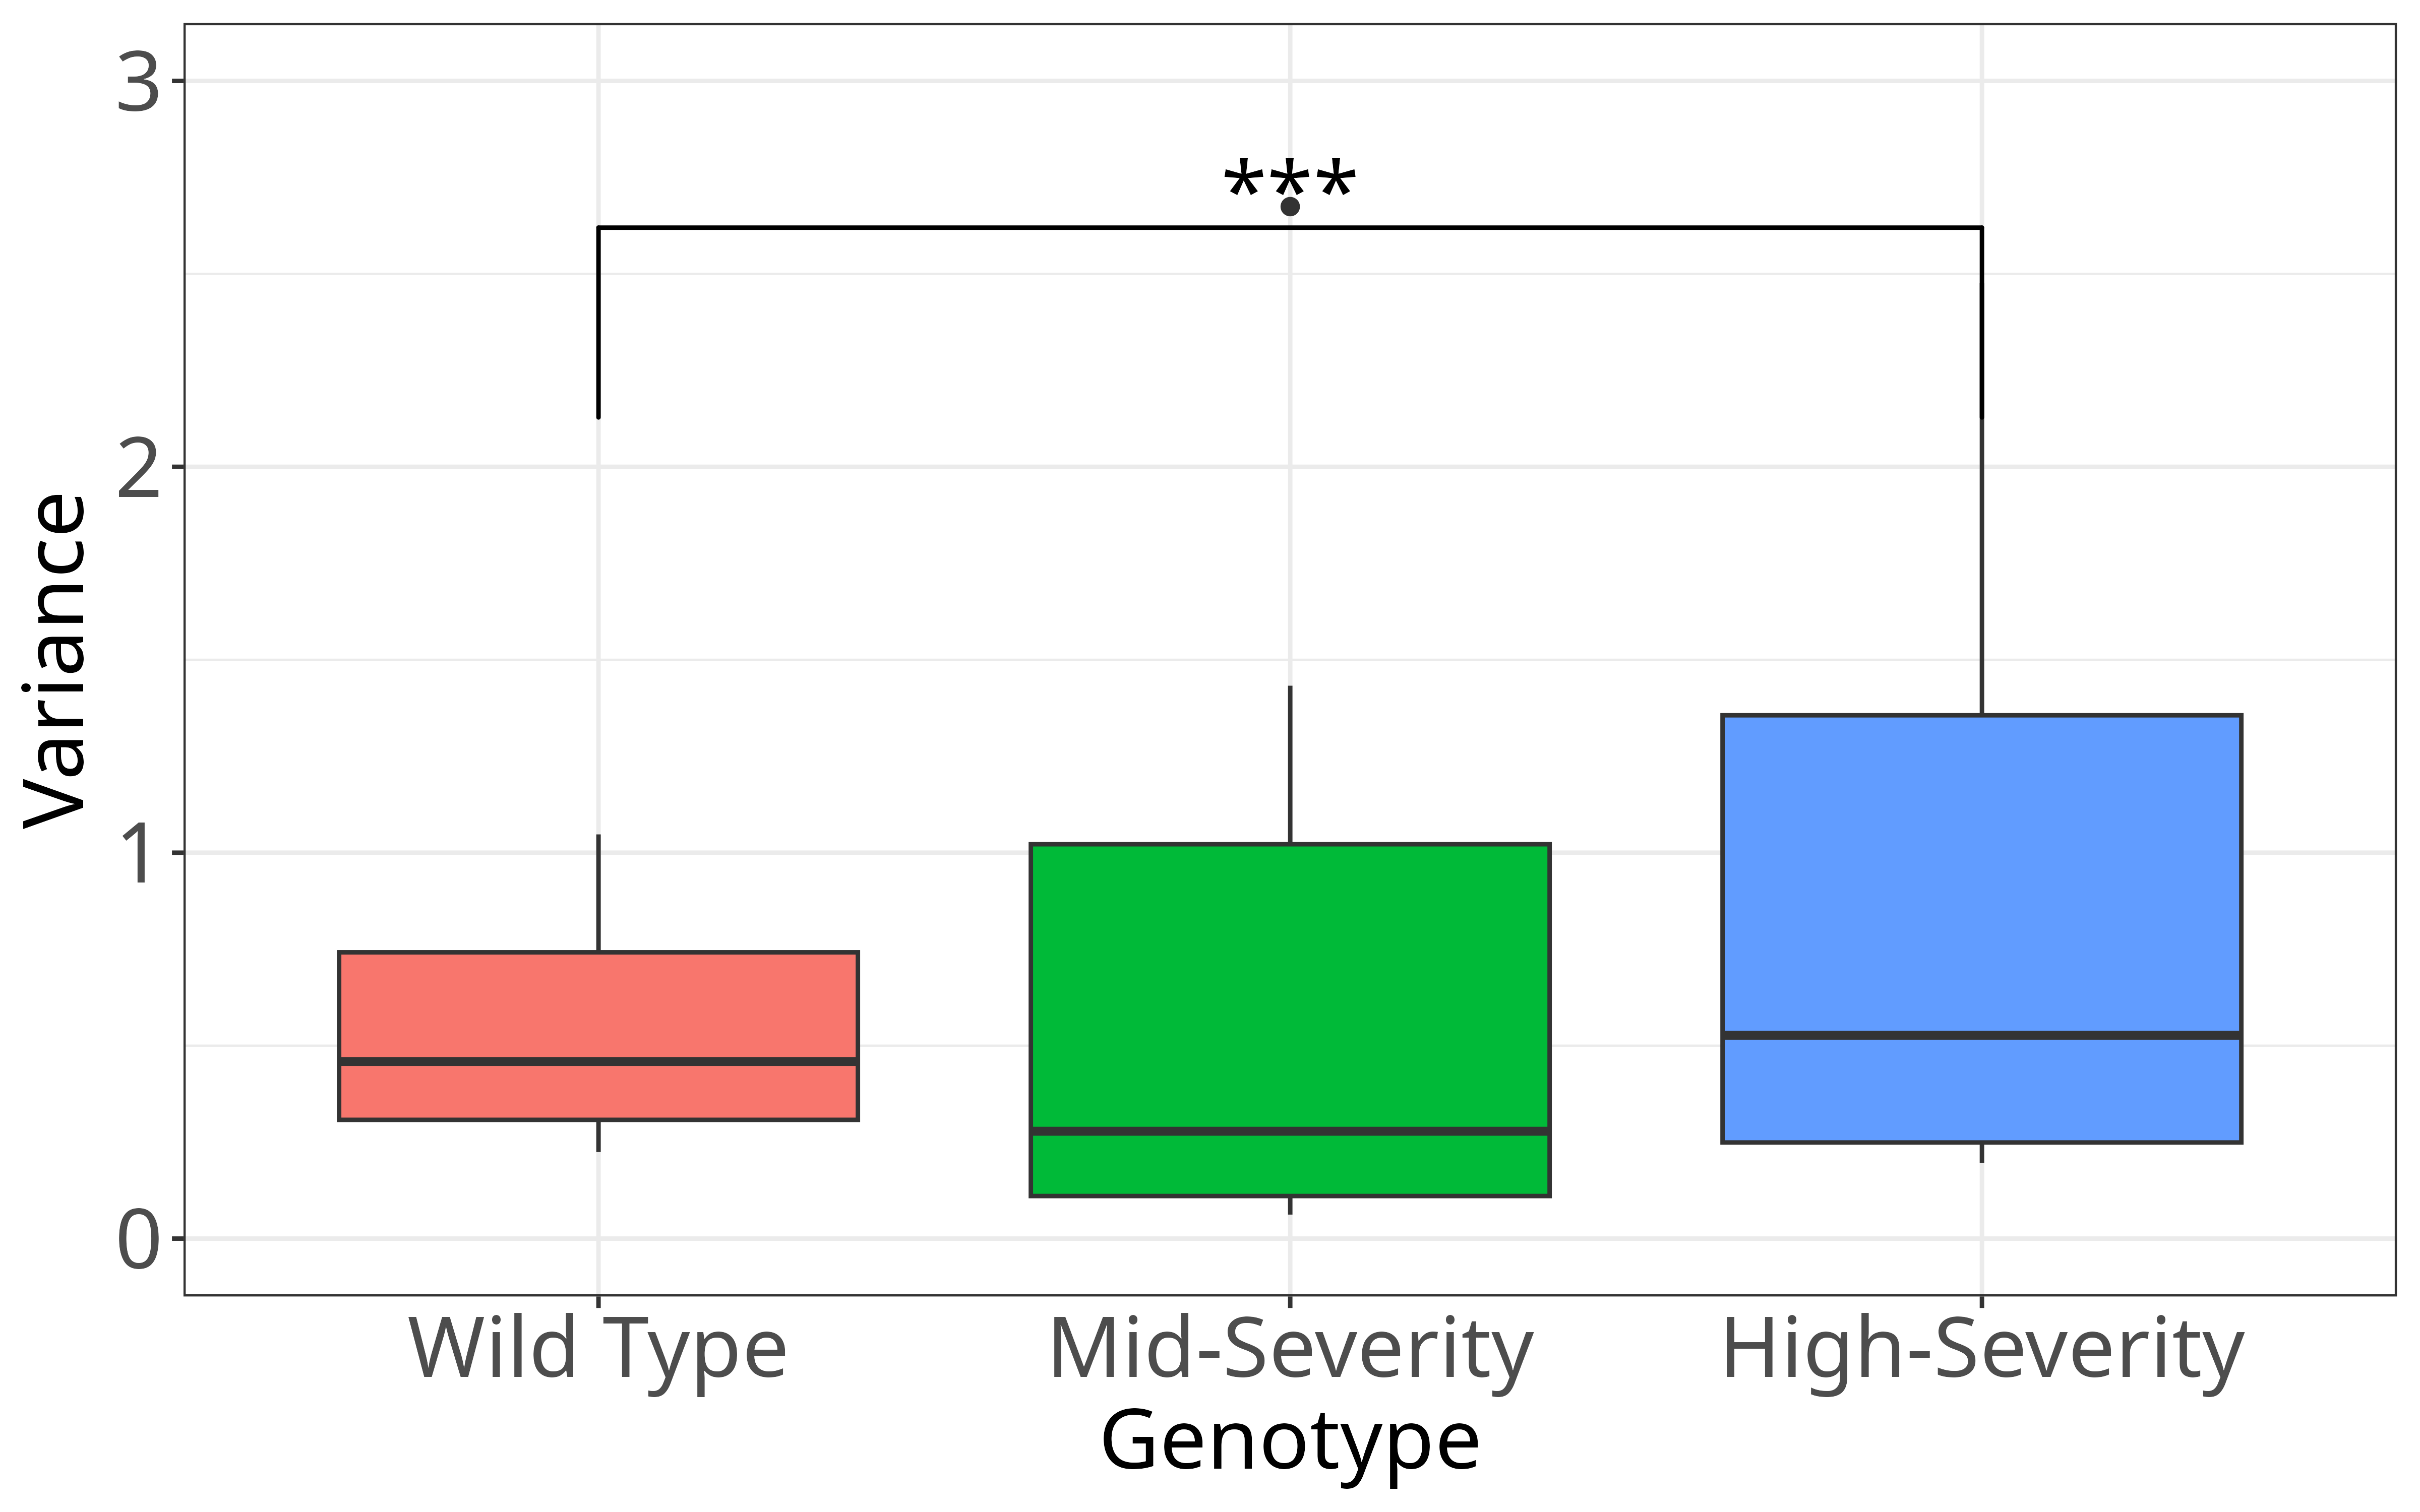 3
***
2
1
0
Variance
Wild Type
Mid-Severity
High-Severity
Genotype